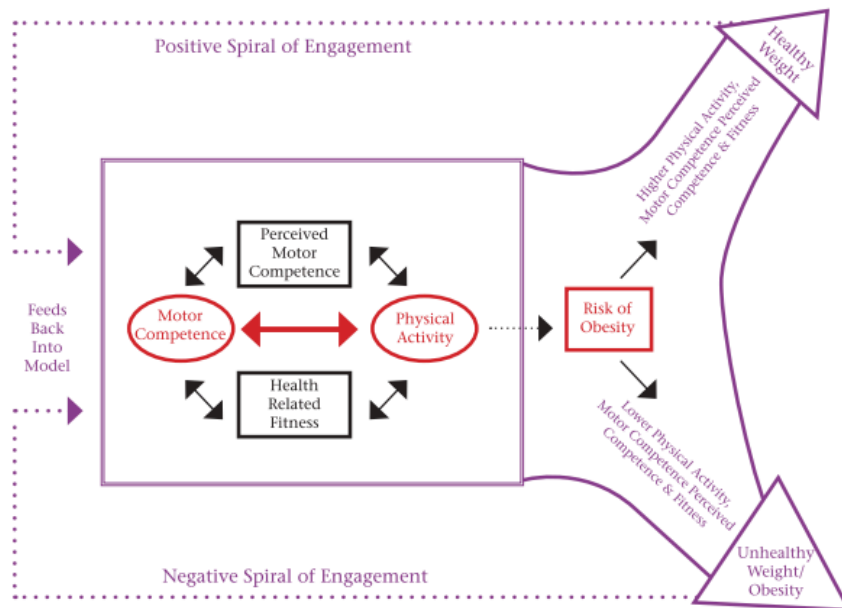 Positive Spiral of Engagement
Healthy
Weight
Higher Physical Activity,
Motor Competence Perceived
Competence & Fitness
Perceived
Motor
Competence
Feeds
Back
Into
Model
Motor
Competence
Physical
Activity
Risk of
Obesity
Health
Related
Fitness
Lower Physical Activity,
Motor Competence Perceived
Competence & Fitness
Negative Spiral of Engagement
Unhealthy
Weight/
Obesity